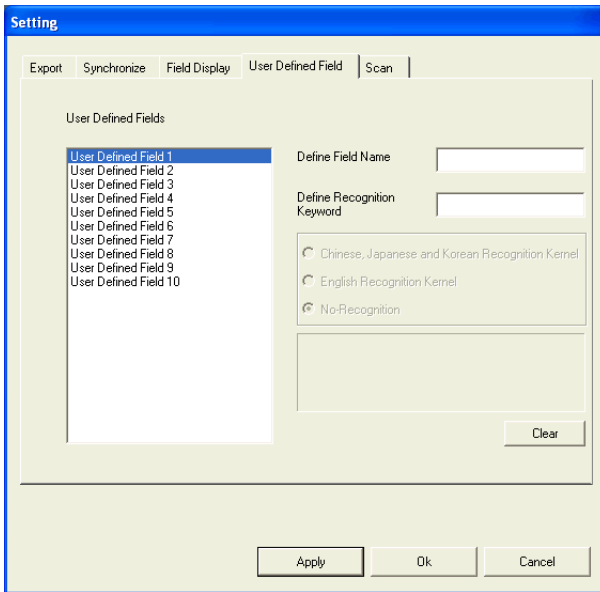 Setting
Export Synchronize Field Display User Defined Field Scan
User Defined Fields
User Defined Field 1
User Defined Field 2
User Defined Field 3
User Defined Field 4
User Defined Field 5
User Defined Field 6
User Defined Field 7
User Defined Field 8
User Defined Field 9
User Defined Field 10
Define Field Name
Define Recognition
Keyword
Chinese, Japanese and Korean Recognition Kernel
English Recognition Kernel
No-Recognition
Clear
Apply Ok Cancel